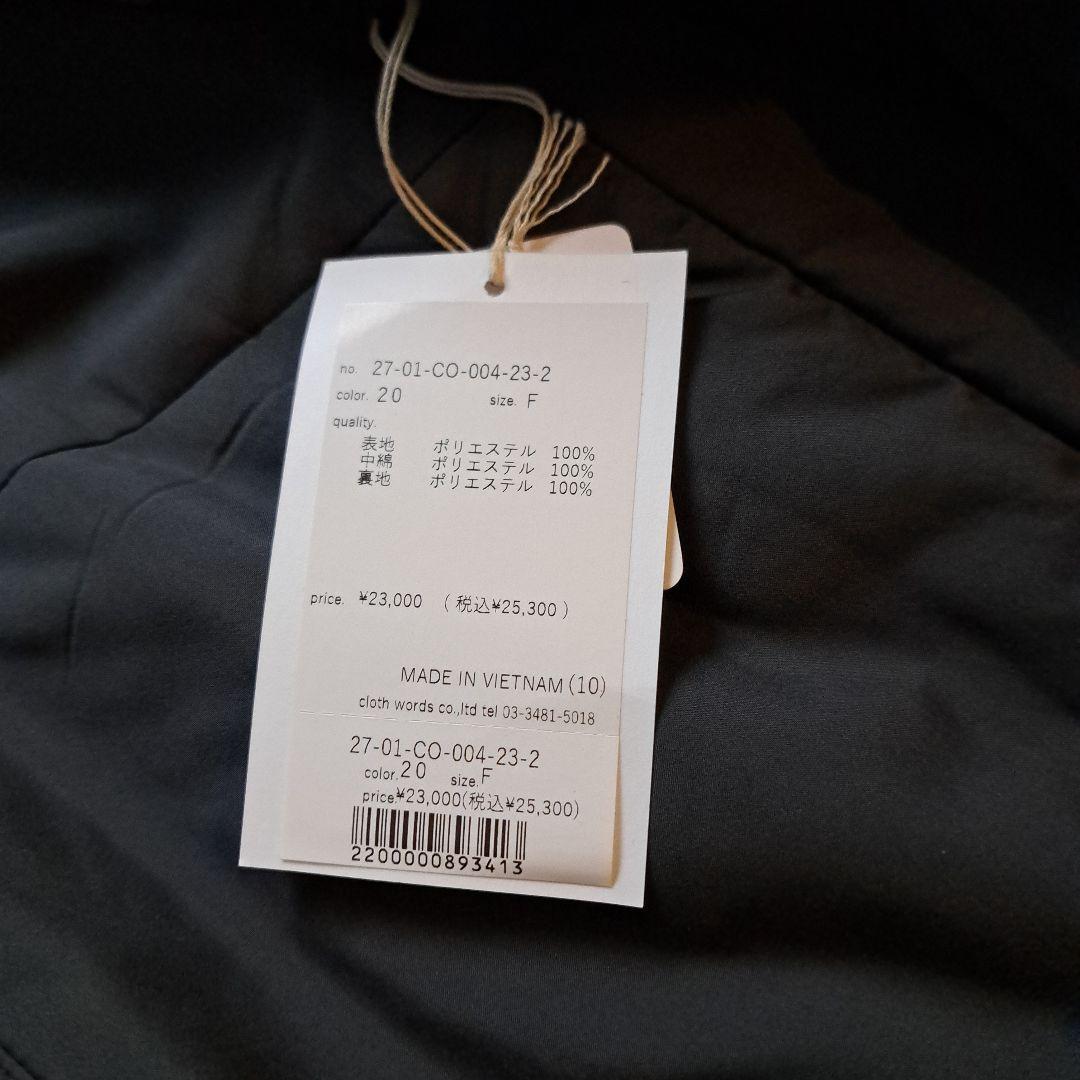 no. 27-01-CO-004-23-2
color. 20 size. F
quality.
表地 ポリエステル 100%
中綿 ポリエステル 100%
裏地 ポリエステル 100%
price. ¥23,000 (税込¥25,300)
MADE IN VIETNAM (10)
cloth words co.,ltd tel 03-3481-5018
27-01-CO-004-23-2
color. 20 size. F
price. ¥23,000(税込¥25,300)
2200000893413